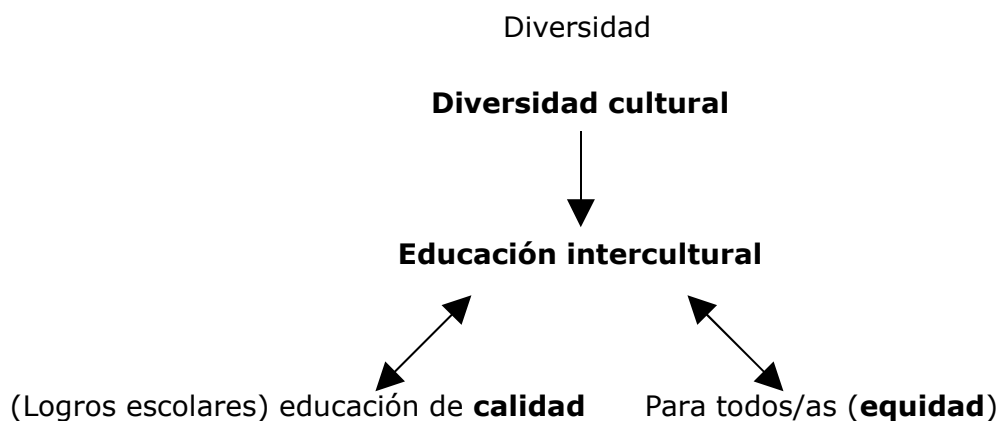 Diversidad
Diversidad cultural
Educación intercultural
(Logros escolares) educación de calidad Para todos/as (equidad)